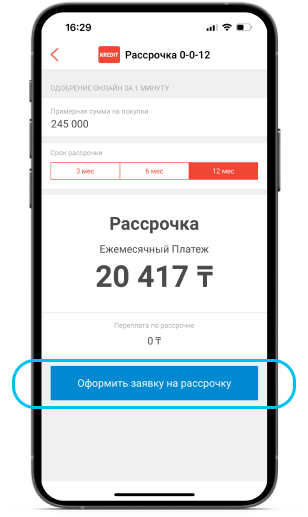 16:29
KREDIT Рассрочка 0-0-12
ОДОБРЕНИЕ ОНЛАЙН ЗА 1 МИНУТУ
Примерная сумма на покупки
245 000
Срок рассрочки
3 мес 6 мес 12 мес
Рассрочка
Ежемесячный Платеж
20 417 ₸
Переплата по рассрочке
0 ₸
Оформить заявку на рассрочку